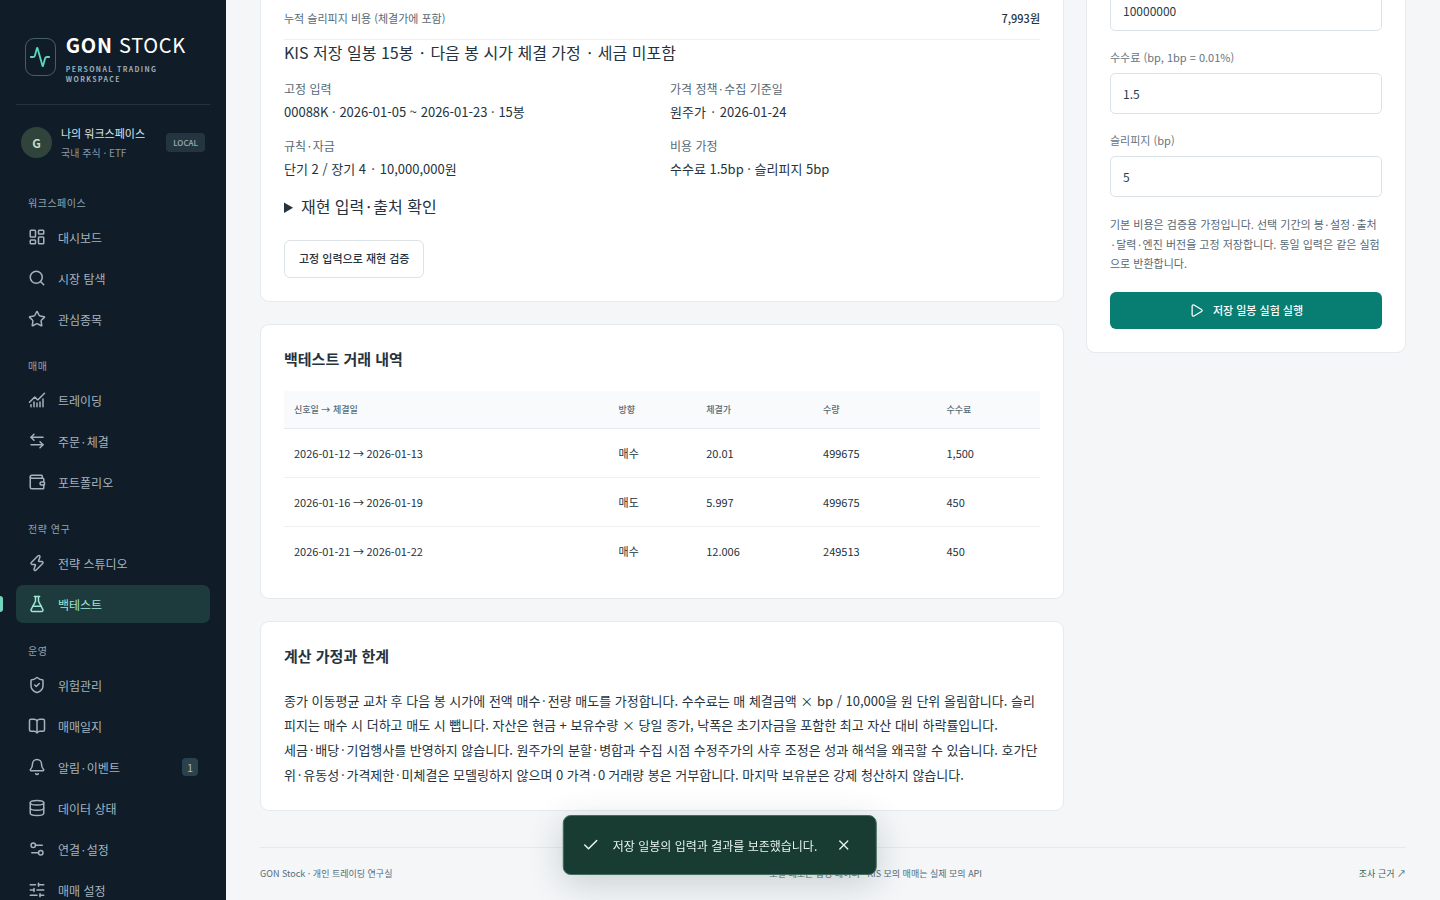 GON STOCK
PERSONAL TRADING
WORKSPACE
G
나의 워크스페이스
국내 주식 · ETF
LOCAL
워크스페이스
대시보드
시장 탐색
관심종목
매매
트레이딩
주문·체결
포트폴리오
전략 연구
전략 스튜디오
백테스트
운영
위험관리
매매일지
알림·이벤트
1
데이터 상태
연결·설정
매매 설정
누적 슬리피지 비용 (체결가에 포함)
7,993원
KIS 저장 일봉 15봉 · 다음 봉 시가 체결 가정 · 세금 미포함
고정 입력
00088K · 2026-01-05 ~ 2026-01-23 · 15봉
가격 정책·수집 기준일
원주가 · 2026-01-24
규칙·자금
단기 2 / 장기 4 · 10,000,000원
비용 가정
수수료 1.5bp · 슬리피지 5bp
▶ 재현 입력·출처 확인
고정 입력으로 재현 검증
백테스트 거래 내역
신호일 → 체결일 방향 체결가 수량 수수료
2026-01-12 → 2026-01-13 매수 20.01 499675 1,500
2026-01-16 → 2026-01-19 매도 5.997 499675 450
2026-01-21 → 2026-01-22 매수 12.006 249513 450
계산 가정과 한계
종가 이동평균 교차 후 다음 봉 시가에 전액 매수·전량 매도를 가정합니다. 수수료는 매 체결금액 × bp / 10,000을 원 단위 올림합니다. 슬리
피지는 매수 시 더하고 매도 시 뺍니다. 자산은 현금 + 보유수량 × 당일 종가, 낙폭은 초기자금을 포함한 최고 자산 대비 하락률입니다.
세금·배당·기업행사를 반영하지 않습니다. 원주가의 분할·병합과 수집 시점 수정주가의 사후 조정은 성과 해석을 왜곡할 수 있습니다. 호가단
위·유동성·가격제한·미체결은 모델링하지 않으며 0 가격·0 거래량 봉은 거부합니다. 마지막 보유분은 강제 청산하지 않습니다.
10000000
수수료 (bp, 1bp = 0.01%)
1.5
슬리피지 (bp)
5
기본 비용은 검증용 가정입니다. 선택 기간의 봉·설정·출처
·달력·엔진 버전을 고정 저장합니다. 동일 입력은 같은 실험
으로 반환합니다.
저장 일봉 실험 실행
저장 일봉의 입력과 결과를 보존했습니다.
GON Stock · 개인 트레이딩 연구실
KIS 모의 매매는 실제 모의 API
조사 근거 ↗